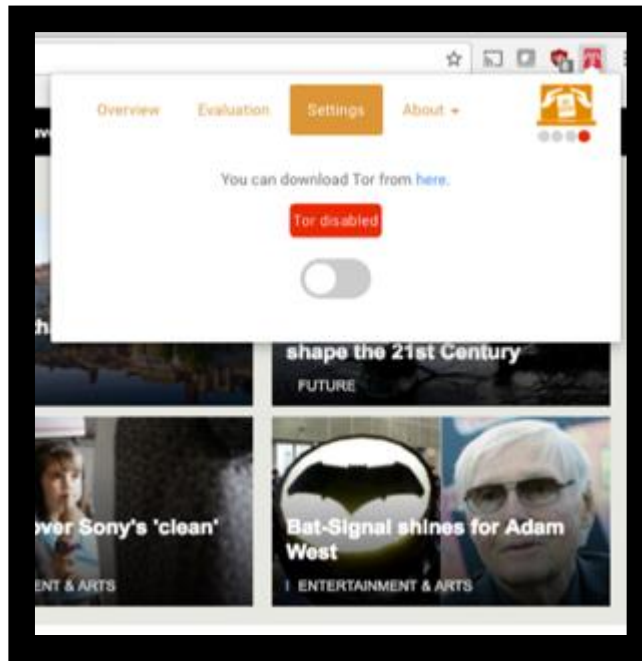 Overview Evaluation Settings About
You can download Tor from here.
Tor disabled
shape the 21st Century
FUTURE
over Sony's 'clean'
ENT & ARTS
Bat-Signal shines for Adam
West
ENTERTAINMENT & ARTS